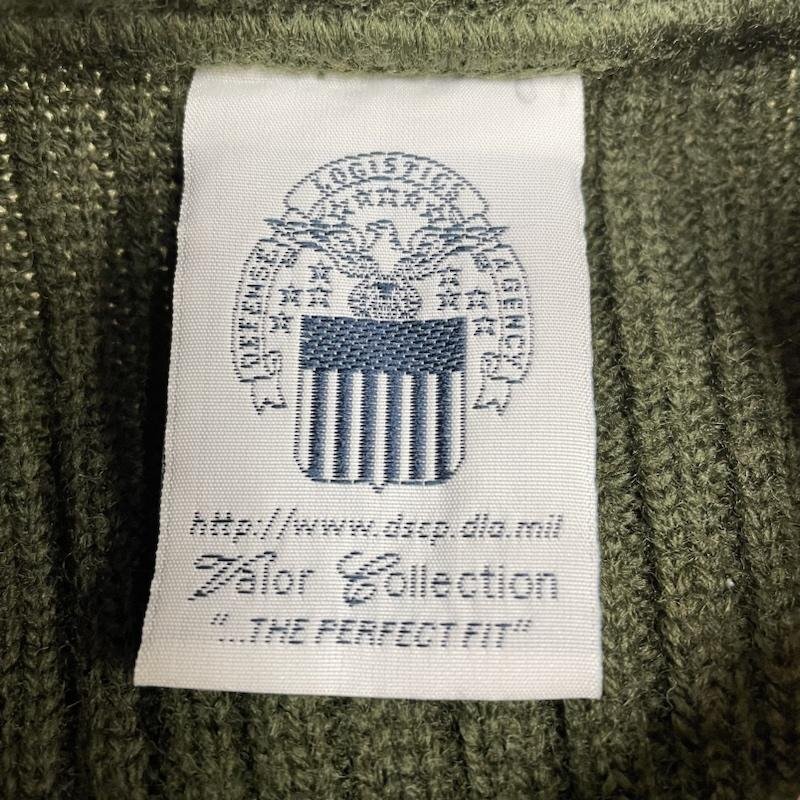 DEFENSE LOGISTICS AGENCY
http://www.dscp.dla.mil
Valor Collection
"...THE PERFECT FIT"